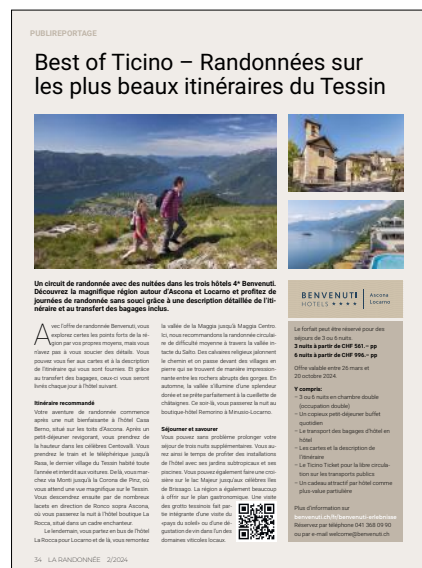 PUBLIREPORTAGE
Best of Ticino – Randonnées sur
les plus beaux itinéraires du Tessin
Un circuit de randonnée avec des nuitées dans les trois hôtels 4* Benvenuti.
Découvrez la magnifique région autour d'Ascona et Locarno et profitez de
journées de randonnée sans souci grâce à une description détaillée de l'iti-
néraire et au transfert des bagages inclus.
Avec l'offre de randonnée Benvenuti, vous
explorez certes les points forts de la ré-
gion par vos propres moyens, mais vous
n'avez pas à vous soucier des détails. Vous
pouvez vous fier aux cartes et à la description
de l'itinéraire qui vous sont fournies. Et grâce
au transfert des bagages, ceux-ci vous seront
livrés chaque jour à l'hôtel suivant.
Itinéraire recommandé
Votre aventure de randonnée commence
après une nuit bienfaisante à l'hôtel Casa
Berno, situé sur les toits d'Ascona. Après un
petit-déjeuner revigorant, vous prendrez de
la hauteur dans les célèbres Centovalli. Vous
prendrez le train et le téléphérique jusqu'à
Rasa, le dernier village du Tessin habité toute
l'année et interdit aux voitures. De là, vous mar-
chez via Monti jusqu'à la Corona dei Pinz, où
vous attend une vue magnifique sur le Tessin.
Vous descendrez ensuite par de nombreux
lacets en direction de Ronco sopra Ascona,
où vous passerez la nuit à l'hôtel boutique La
Rocca, situé dans un cadre enchanteur.
Le lendemain, vous partez en bus de l'hôtel
La Rocca pour Locarno et de là, vous remontez
la vallée de la Maggia jusqu'à Maggia Centro.
Ici, nous recommandons la randonnée circulai-
re de difficulté moyenne à travers la vallée in-
tacte du Salto. Des calvaires religieux jalonnent
le chemin et on passe devant des villages en
pierre qui se trouvent de manière impression-
nante entre les rochers abrupts des gorges. En
automne, la vallée s'illumine d'une splendeur
dorée et se prête parfaitement à la cueillette de
châtaignes. Ce soir-là, vous passerez la nuit au
boutique-hôtel Remorino à Minusio-Locarno.
Séjourner et savourer
Vous pouvez sans problème prolonger votre
séjour de trois nuits supplémentaires. Vous au-
rez ainsi le temps de profiter des installations
de l'hôtel avec ses jardins subtropicaux et ses
piscines. Vous pouvez également faire une croi-
sière sur le lac Majeur jusqu'aux célèbres îles
de Brissago. La région a également beaucoup
à offrir sur le plan gastronomique. Une visite
des grotto tessinois fait par-
tie intégrante d'une visite du
«pays du soleil» ou d'une dé-
gustation de vin dans l'un des
domaines viticoles locaux.
BENVENUTI
HOTELS ★★★★
Ascona
Locarno
Le forfait peut être réservé pour des
séjours de 3 ou 6 nuits.
3 nuits à partir de CHF 561.– pp
6 nuits à partir de CHF 996.– pp
Offre valable entre 26 mars et
20 octobre 2024
Y compris:
– 3 ou 6 nuits en chambre double
(occupation double)
– Un copieux petit-déjeuner buffet
quotidien
– Le transport des bagages d'hôtel en
hôtel
– Les cartes et la description de
l'itinéraire
– Le Ticino Ticket pour la libre circula-
tion sur les transports publics
– Un cadeau attractif par hôtel comme
plus-value particulière
Plus d'information sur
benvenuti.ch/fr/benvenuti-erlebnisse
Réservez par téléphone 041 368 09 90
ou par e-mail welcome@benvenuti.ch
34 LA RANDONNÉE 2/2024